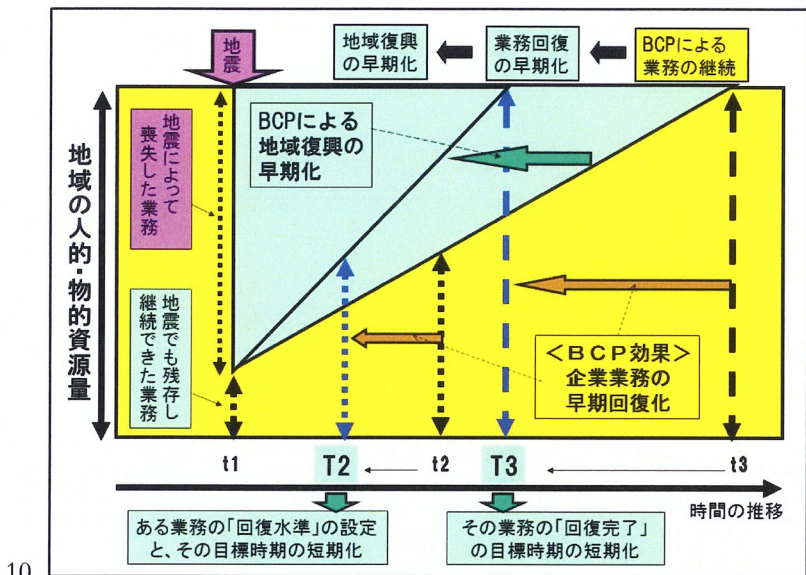 地震
地域復興
の早期化
業務回復
の早期化
BCPによる
業務の継続
地域の人的・物的資源量
地震によって
喪失した業務
地震でも残存し
継続できた業務
BCPによる
地域復興の
早期化
＜BCP効果＞
企業業務の
早期回復化
t1
T2
t2
T3
t3
時間の推移
ある業務の「回復水準」の設定
と、その目標時期の短期化
その業務の「回復完了」
の目標時期の短期化
10